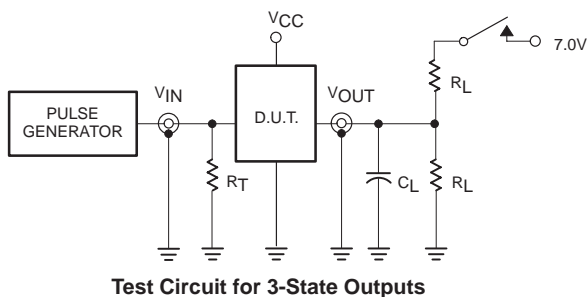 VCC
7.0V
RL
VIN
VOUT
PULSE
GENERATOR
D.U.T.
RT
CL
RL
Test Circuit for 3-State Outputs